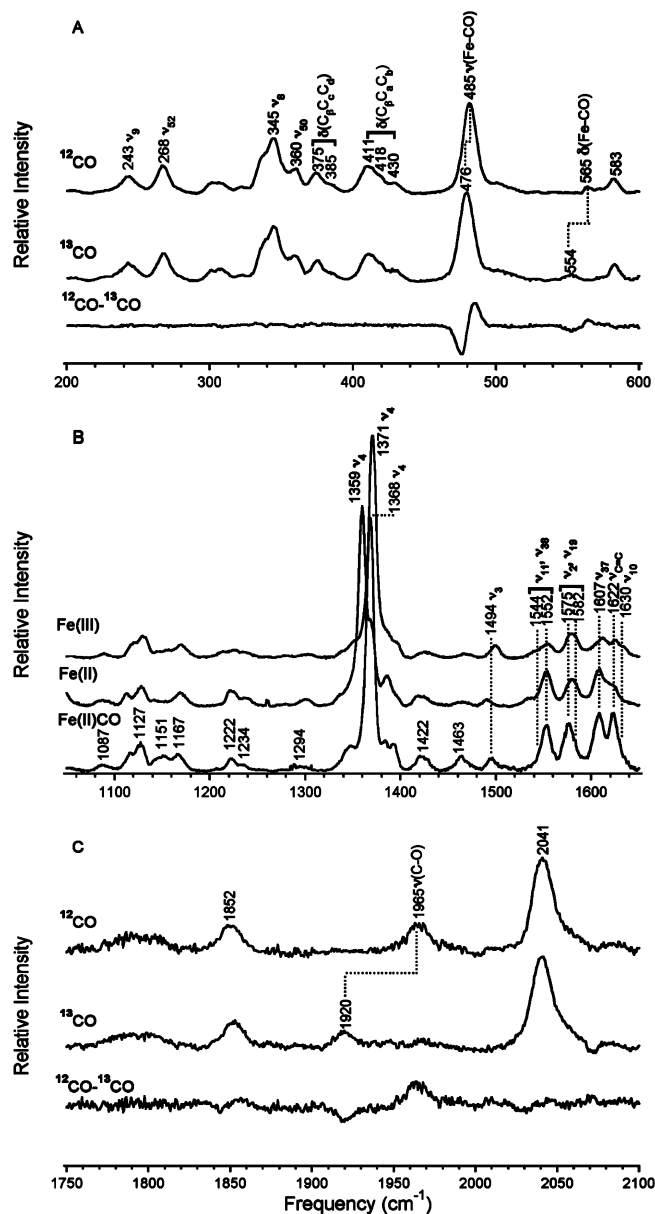 A
Relative Intensity
243 ν9
268 ν52
345 ν8
360 ν50
375] δ(CβCcCd)
385
411] δ(CβCaCb)
418
430
485 ν(Fe-CO)
565 δ(Fe-CO)
583
12CO
476
13CO
554
12CO-13CO
200 300 400 500 600
B
Relative Intensity
1359 ν4
1371 ν4
1368 ν4
1494 ν3
1544] ν11, ν38
1552
1575] ν2, ν19
1582
1607 ν37
1622 νC=C
1630 ν10
Fe(III)
Fe(II)
Fe(II)CO
1087
1127
1151
1167
1222
1234
1294
1422
1463
1100 1200 1300 1400 1500 1600
C
Relative Intensity
12CO
1852
1965 ν(C-O)
2041
13CO
1920
12CO-13CO
1750 1800 1850 1900 1950 2000 2050 2100
Frequency (cm-1)